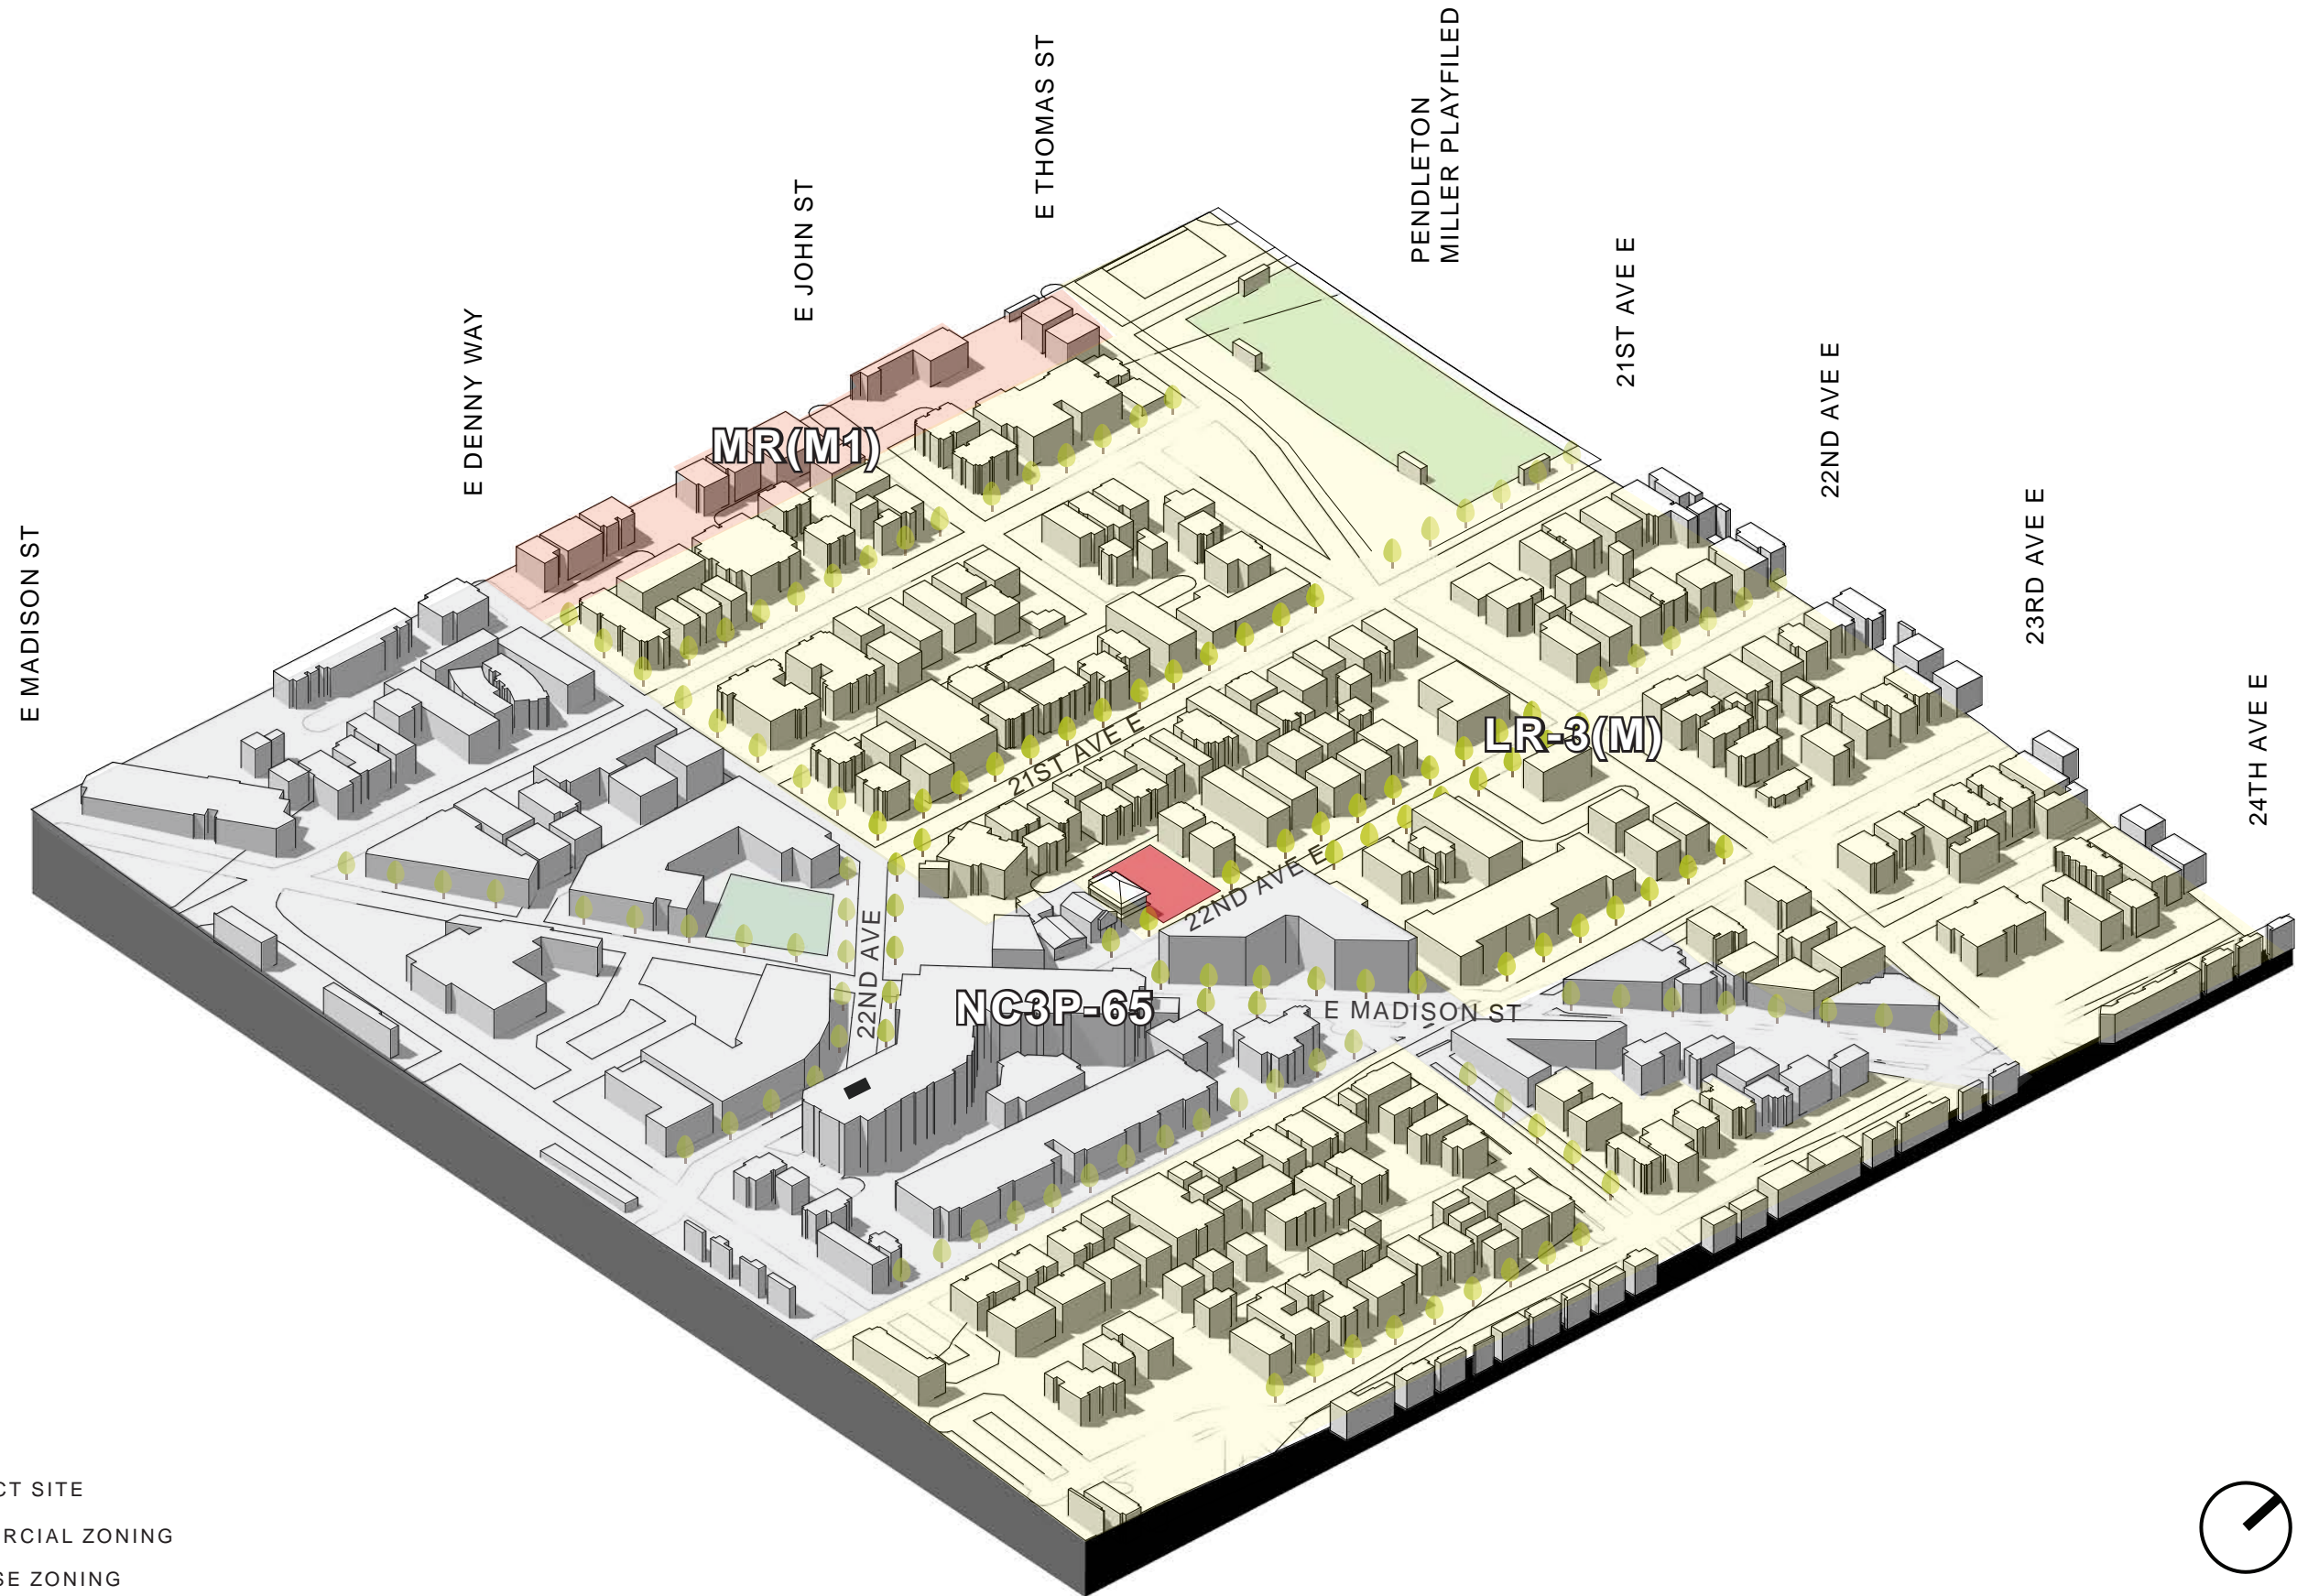 E MADISON ST
E DENNY WAY
E JOHN ST
E THOMAS ST
PENDLETON
MILLER PLAYFILED
21ST AVE E
22ND AVE E
23RD AVE E
24TH AVE E
MR(M1)
LR-3(M)
21ST AVE E
22ND AVE E
22ND AVE
NC3P-65
E MADISON ST
CT SITE
RCIAL ZONING
SE ZONING